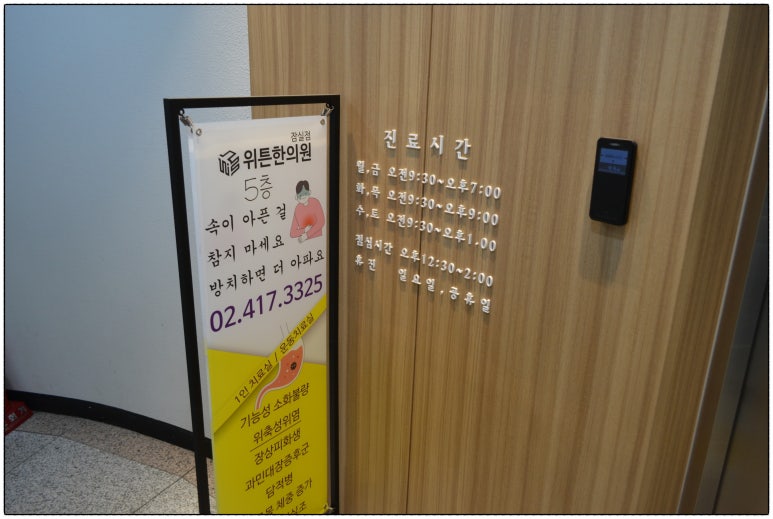 잠실점
위튼한의원
5층
속이 아픈 걸
참지 마세요
방치하면 더 아파요
02.417.3325
1인 치료실 / 운동치료실
기능성 소화불량
위축성위염
장상피화생
과민대장증후군
담적병
체중 증가
진료시간
월,금 오전9:30~오후7:00
화,목 오전9:30~오후9:00
수,토 오전9:30~오후1:00
점심시간 오후12:30~2:00
휴진 일요일,공휴일